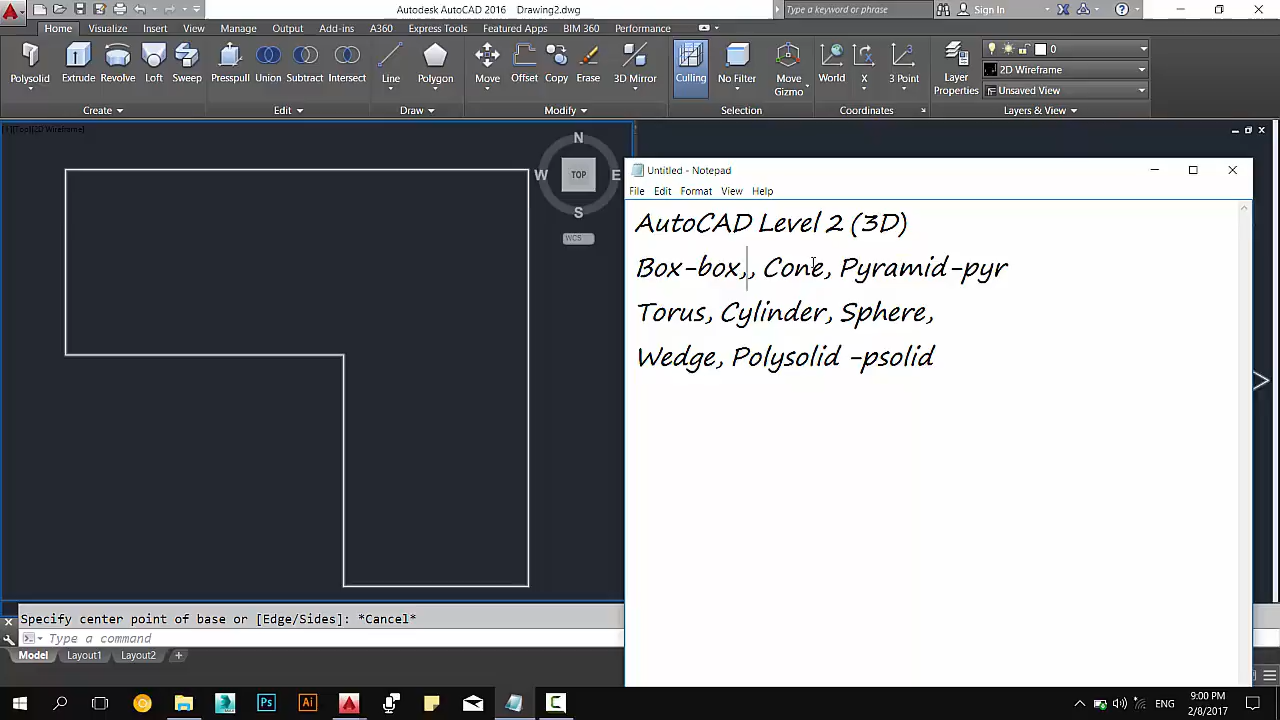 Autodesk AutoCAD 2016 Drawing2.dwg
Type a keyword or phrase
Sign In
Home Visualize Insert View Manage Output A360 Express Tools Featured Apps BIM 360 Performance
Polysolid Extrude Revolve Loft Sweep Presspull Union Subtract Intersect Line Polygon Move Offset Copy Erase 3D Mirror Culling No Filter Move Gizmo World X 3 Point Layer Properties
0
2D Wireframe
Unsaved View
Create Edit Draw Modify Selection Coordinates Layers & View
[-][Top][2D Wireframe]
N
W TOP E
S
WCS
Untitled - Notepad
File Edit Format View Help
AutoCAD Level 2 (3D)
Box-box,, Cone, Pyramid-pyr
Torus, Cylinder, Sphere,
Wedge, Polysolid -psolid
Specify center point of base or [Edge/Sides]: *Cancel*
Type a command
Model Layout1 Layout2 +
Ps Ai
ENG
9:00 PM
2/8/2017